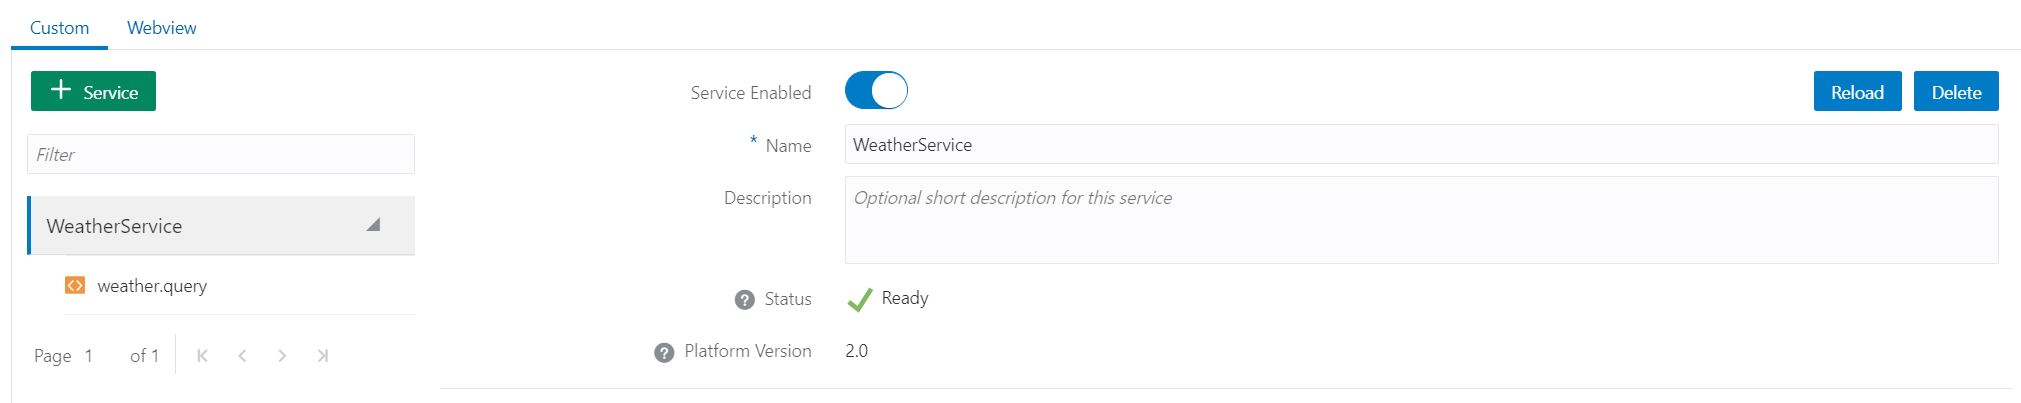 Custom Webview
+ Service
Filter
WeatherService
weather.query
Page 1 of 1
Service Enabled
Reload Delete
* Name WeatherService
Description Optional short description for this service
? Status Ready
? Platform Version 2.0